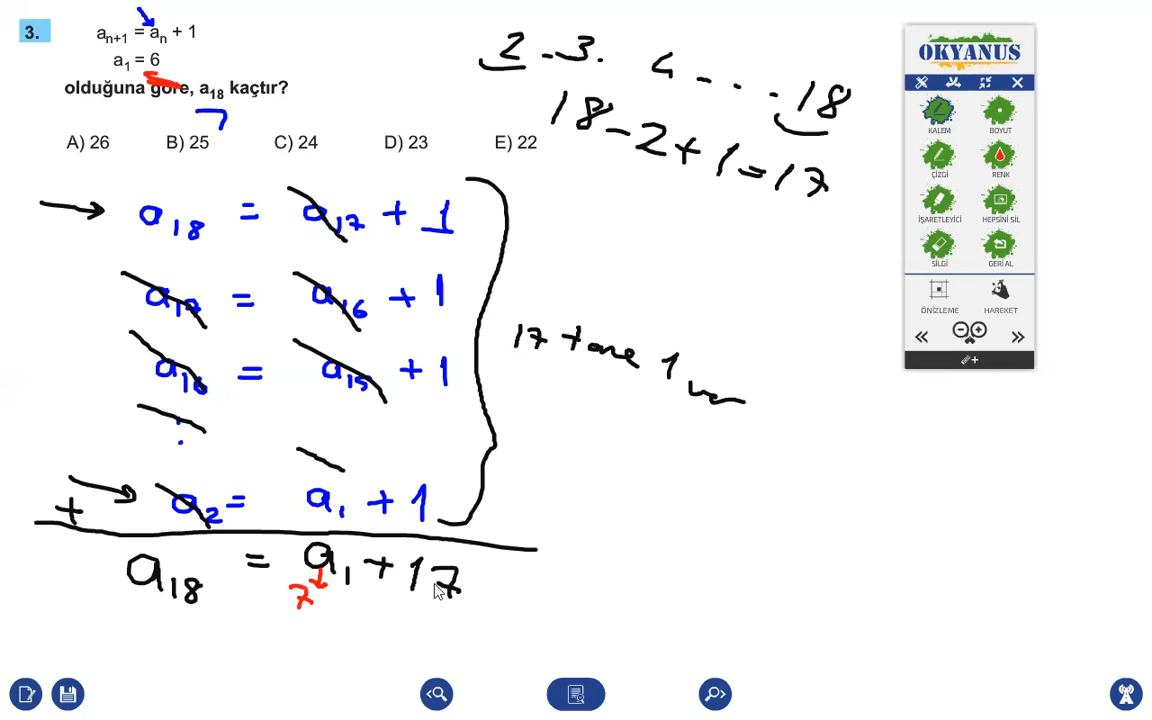 3.
aₙ₊₁ = aₙ + 1
a₁ = 6
olduğuna göre, a₁₈ kaçtır?
7
A) 26 B) 25 C) 24 D) 23 E) 22
2 - 3. 4 - . . . 18
18 - 2 + 1 = 17
a₁₈ = a₁₇ + 1
a₁₇ = a₁₆ + 1
a₁₆ = a₁₅ + 1
:
+ a₂ = a₁ + 1
a₁₈ = a₁ + 17
7
17 tane 1 var
OKYANUS
KALEM BOYUT
ÇİZGİ RENK
İŞARETLEYİCİ HEPSİNİ SİL
SİLGİ GERİ AL
ÖNİZLEME HAREKET